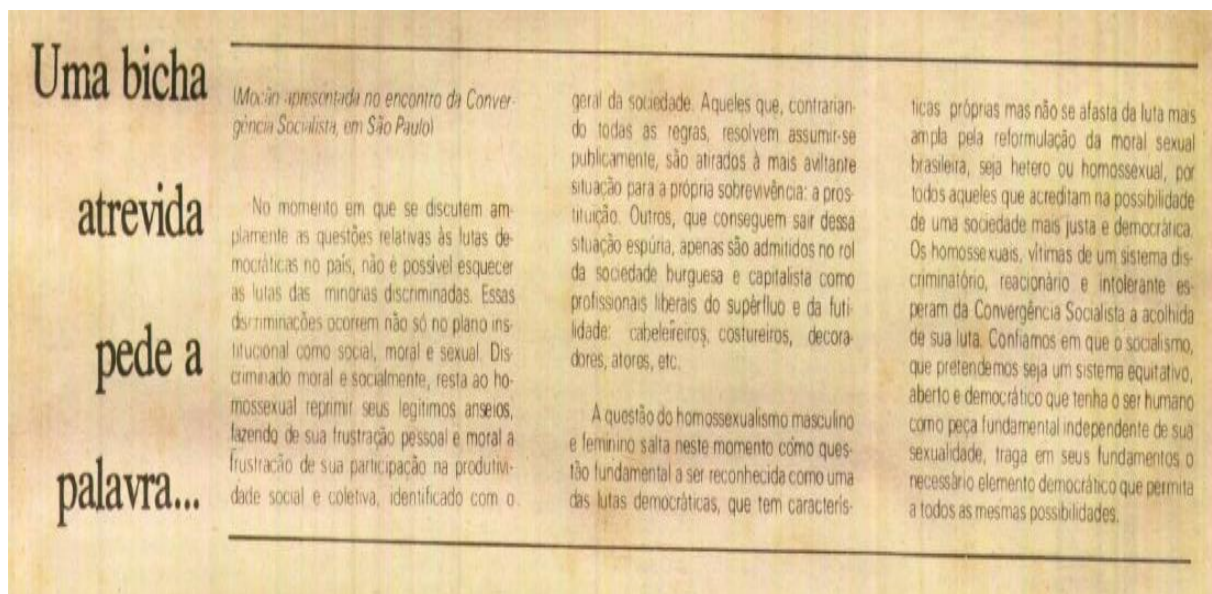 Uma bicha
atrevida
pede a
palavra...
(Moção apresentada no encontro da Conver-
gência Socialista, em São Paulo)
No momento em que se discutem am-
plamente as questões relativas às lutas de-
mocráticas no país, não é possível esquecer
as lutas das minorias discriminadas. Essas
discriminações ocorrem não só no plano ins-
titucional como social, moral e sexual. Dis-
criminado moral e socialmente, resta ao ho-
mossexual reprimir seus legítimos anseios,
fazendo de sua frustração pessoal e moral a
frustração de sua participação na produtivi-
dade social e coletiva, identificado com o
geral da sociedade. Aqueles que, contrarian-
do todas as regras, resolvem assumir-se
publicamente, são atirados à mais aviltante
situação para a própria sobrevivência: a pros-
tituição. Outros, que conseguem sair dessa
situação espúria, apenas são admitidos no rol
da sociedade burguesa e capitalista como
profissionais liberais do supérfluo e da futi-
lidade: cabeleireiros, costureiros, decora-
dores, atores, etc.
A questão do homossexualismo masculino
e feminino salta neste momento como ques-
tão fundamental a ser reconhecida como uma
das lutas democráticas, que tem caracterís-
ticas próprias mas não se afasta da luta mais
ampla pela reformulação da moral sexual
brasileira, seja hetero ou homossexual, por
todos aqueles que acreditam na possibilidade
de uma sociedade mais justa e democrática.
Os homossexuais, vítimas de um sistema dis-
criminatório, reacionário e intolerante es-
peram da Convergência Socialista a acolhida
de sua luta. Confiamos em que o socialismo,
que pretendemos seja um sistema equitativo,
aberto e democrático que tenha o ser humano
como peça fundamental independente de sua
sexualidade, traga em seus fundamentos o
necessário elemento democrático que permita
a todos as mesmas possibilidades.